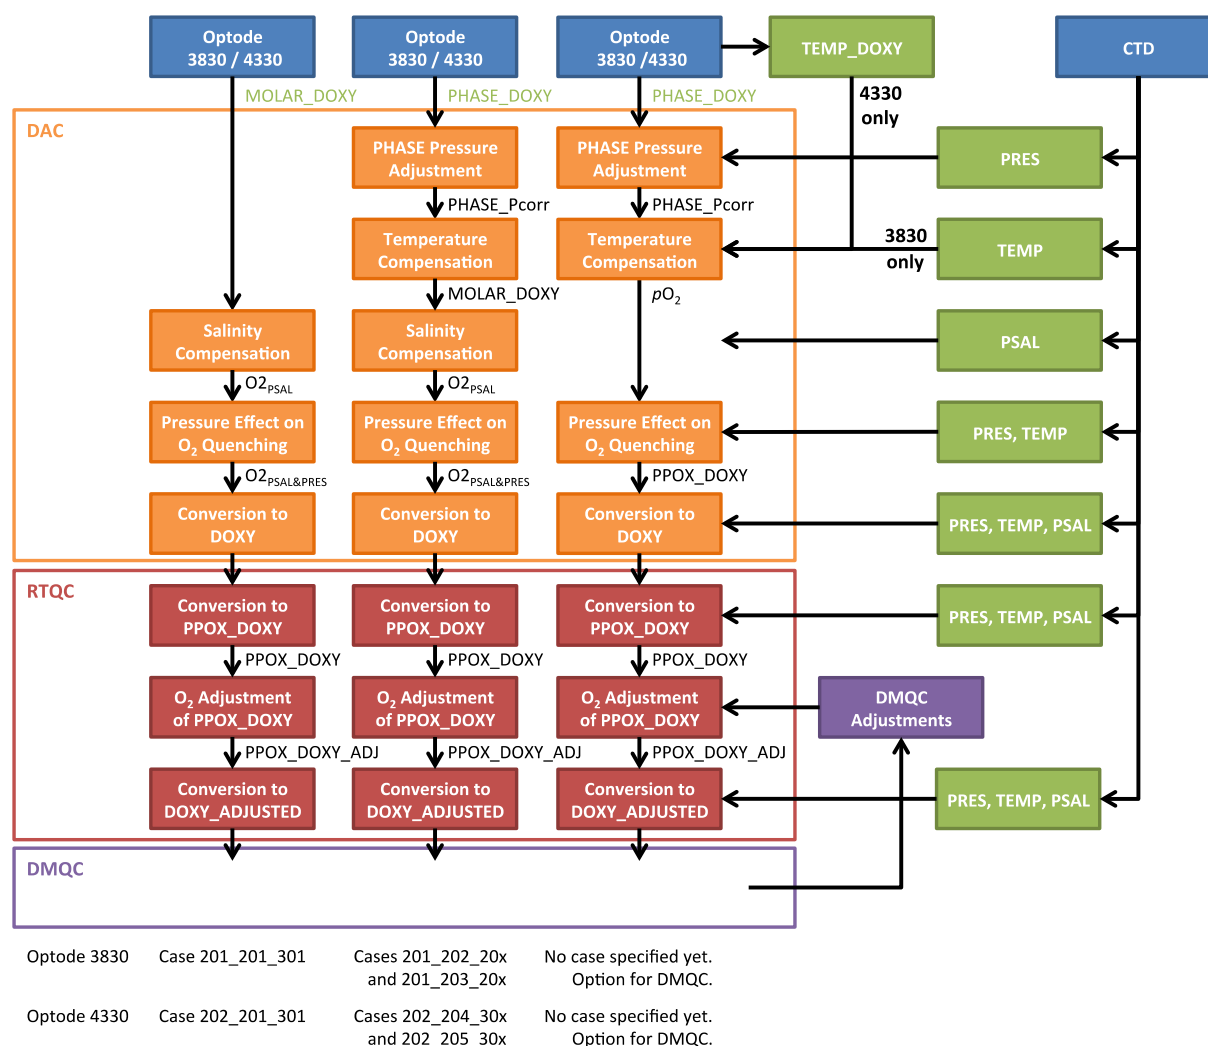 Optode
3830 / 4330
Optode
3830 / 4330
Optode
3830 /4330
TEMP_DOXY
CTD
MOLAR_DOXY
PHASE_DOXY
PHASE_DOXY
4330
only
DAC
PHASE Pressure
Adjustment
PHASE Pressure
Adjustment
PRES
PHASE_Pcorr
PHASE_Pcorr
Temperature
Compensation
Temperature
Compensation
3830
only
TEMP
MOLAR_DOXY
pO2
Salinity
Compensation
Salinity
Compensation
PSAL
O2PSAL
O2PSAL
Pressure Effect on
O2 Quenching
Pressure Effect on
O2 Quenching
Pressure Effect on
O2 Quenching
PRES, TEMP
O2PSAL&PRES
O2PSAL&PRES
PPOX_DOXY
Conversion to
DOXY
Conversion to
DOXY
Conversion to
DOXY
PRES, TEMP, PSAL
RTQC
Conversion to
PPOX_DOXY
Conversion to
PPOX_DOXY
Conversion to
PPOX_DOXY
PRES, TEMP, PSAL
PPOX_DOXY
PPOX_DOXY
PPOX_DOXY
O2 Adjustment
of PPOX_DOXY
O2 Adjustment
of PPOX_DOXY
O2 Adjustment
of PPOX_DOXY
DMQC
Adjustments
PPOX_DOXY_ADJ
PPOX_DOXY_ADJ
PPOX_DOXY_ADJ
Conversion to
DOXY_ADJUSTED
Conversion to
DOXY_ADJUSTED
Conversion to
DOXY_ADJUSTED
PRES, TEMP, PSAL
DMQC
Optode 3830
Case 201_201_301
Cases 201_202_20x
and 201_203_20x
No case specified yet.
Option for DMQC.
Optode 4330
Case 202_201_301
Cases 202_204_30x
and 202_205_30x
No case specified yet.
Option for DMQC.